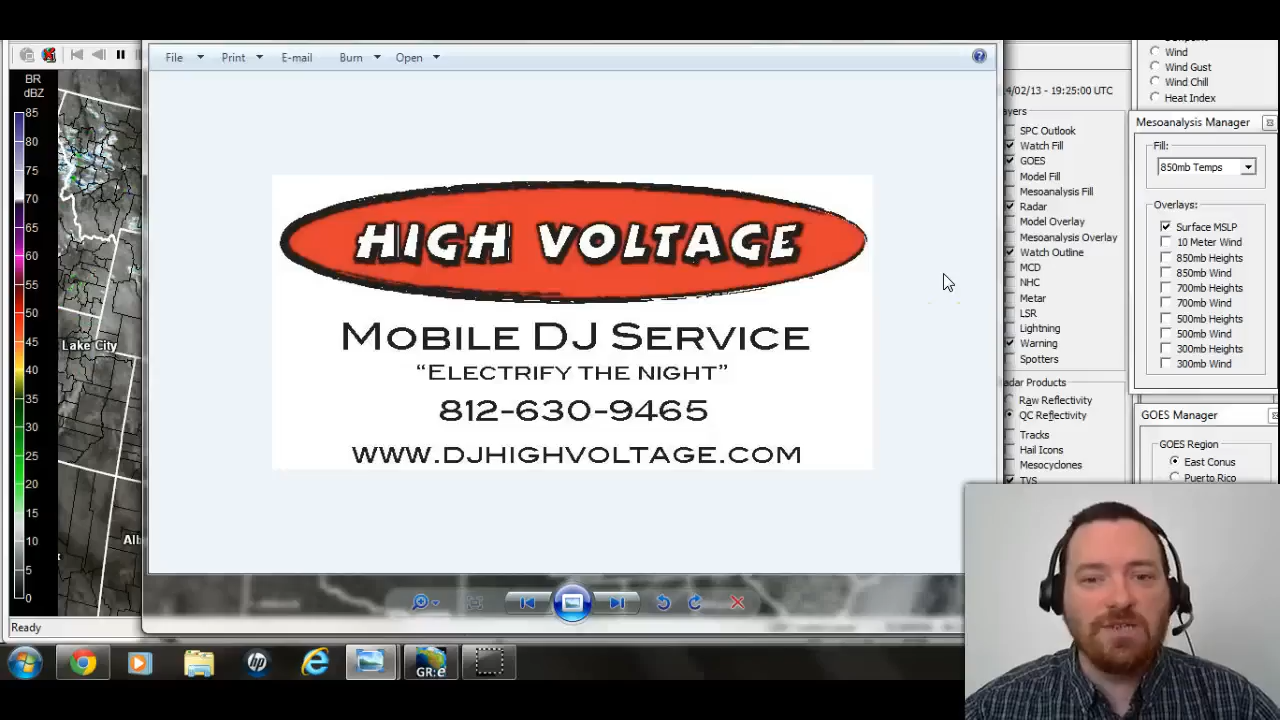 File Print E-mail Burn Open
BR
dBZ
85
80
75
70
65
60
55
50
45
40
35
30
25
20
15
10
5
0
Lake City
Ready
HIGH VOLTAGE
MOBILE DJ SERVICE
“ELECTRIFY THE NIGHT”
812-630-9465
WWW.DJHIGHVOLTAGE.COM
4/02/13 - 19:25:00 UTC
ayers
SPC Outlook
Watch Fill
GOES
Model Fill
Mesoanalysis Fill
Radar
Model Overlay
Mesoanalysis Overlay
Watch Outline
MCD
NHC
Metar
LSR
Lightning
Warning
Spotters
adar Products
Raw Reflectivity
QC Reflectivity
Tracks
Hail Icons
Mesocyclones
TVS
Wind
Wind Gust
Wind Chill
Heat Index
Mesoanalysis Manager
Fill:
850mb Temps
Overlays:
Surface MSLP
10 Meter Wind
850mb Heights
850mb Wind
700mb Heights
700mb Wind
500mb Heights
500mb Wind
300mb Heights
300mb Wind
GOES Manager
GOES Region
East Conus
Puerto Rico
hp
GR:e